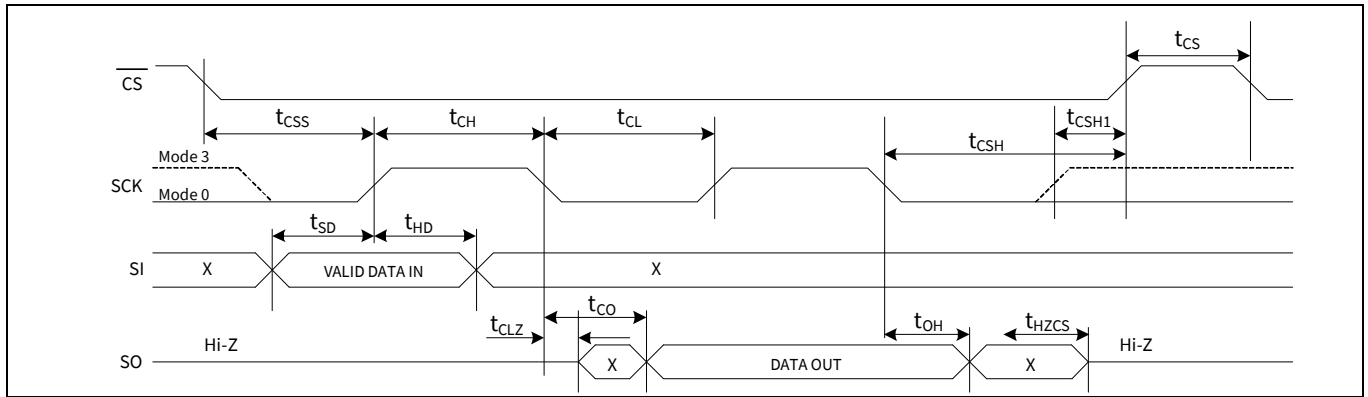 tCS
CS
tCSS
tCH
tCL
tCSH1
tCSH
Mode 3
SCK
Mode 0
tSD
tHD
SI
X
VALID DATA IN
X
tCO
tCLZ
tOH
tHZCS
Hi-Z
Hi-Z
SO
X
DATA OUT
X